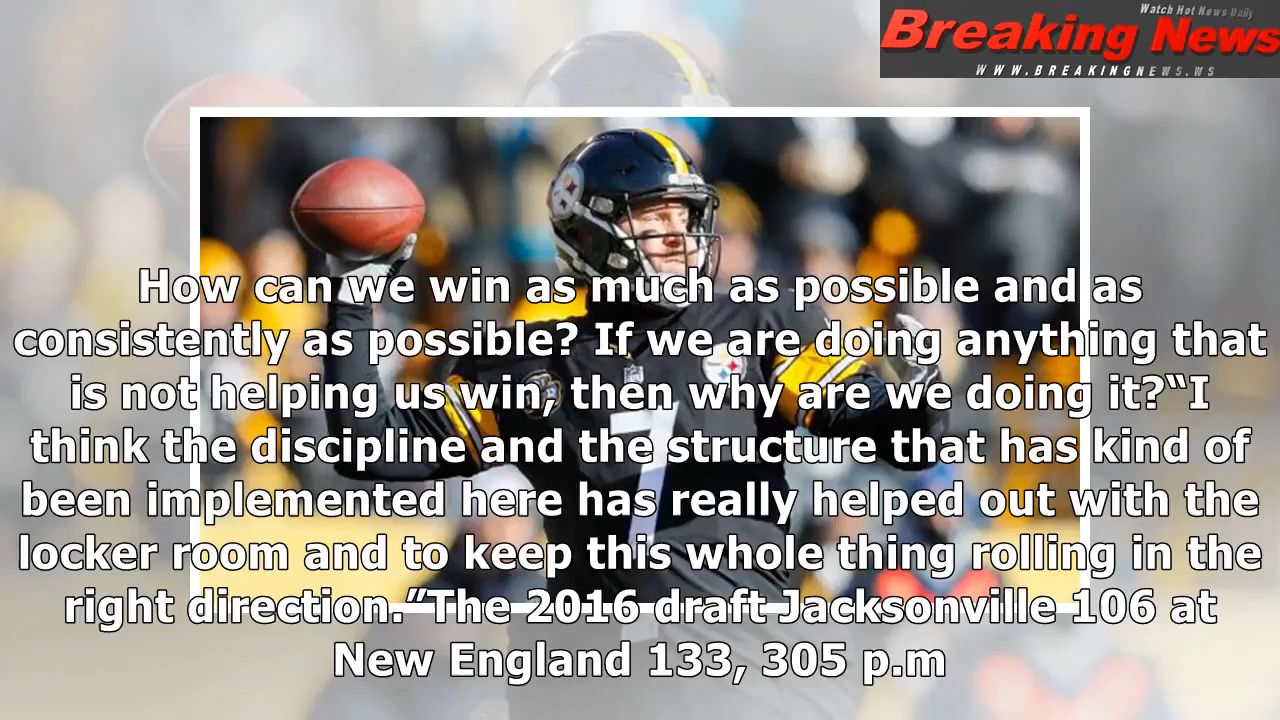 Watch Hot News Daily
Breaking News
WWW.BREAKINGNEWS.WS
How can we win as much as possible and as
consistently as possible? If we are doing anything that
is not helping us win, then why are we doing it?“I
think the discipline and the structure that has kind of
been implemented here has really helped out with the
locker room and to keep this whole thing rolling in the
right direction.”The 2016 draft Jacksonville 106 at
New England 133, 305 p.m
7